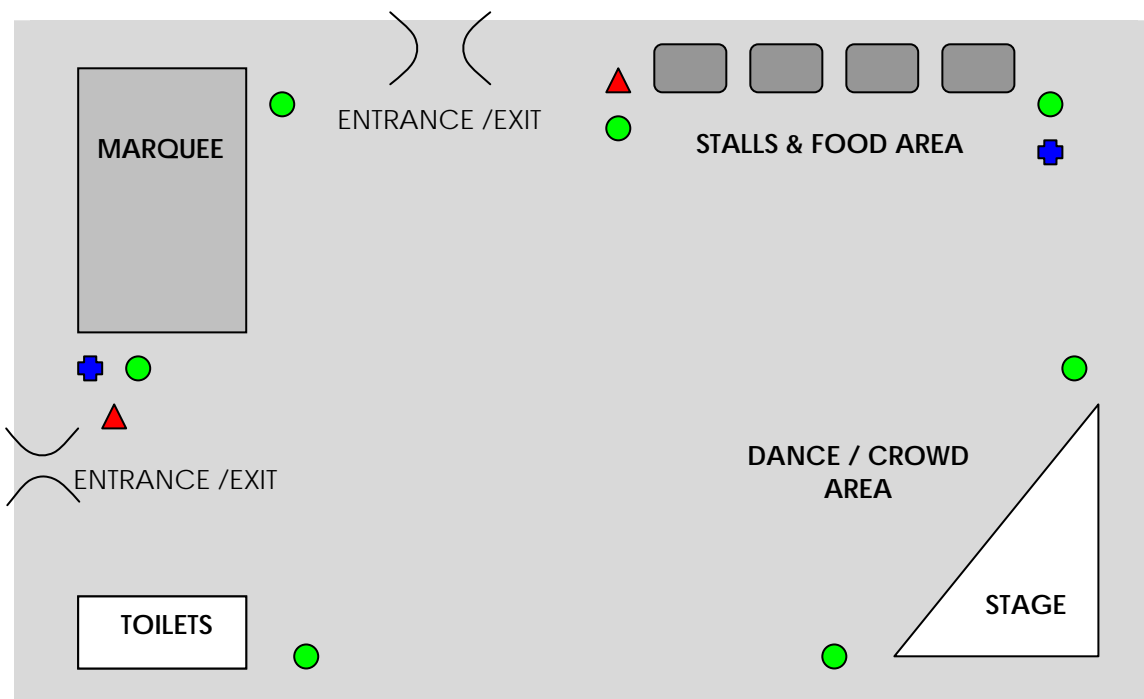 ENTRANCE /EXIT
MARQUEE
STALLS & FOOD AREA
DANCE / CROWD
AREA
ENTRANCE /EXIT
STAGE
TOILETS